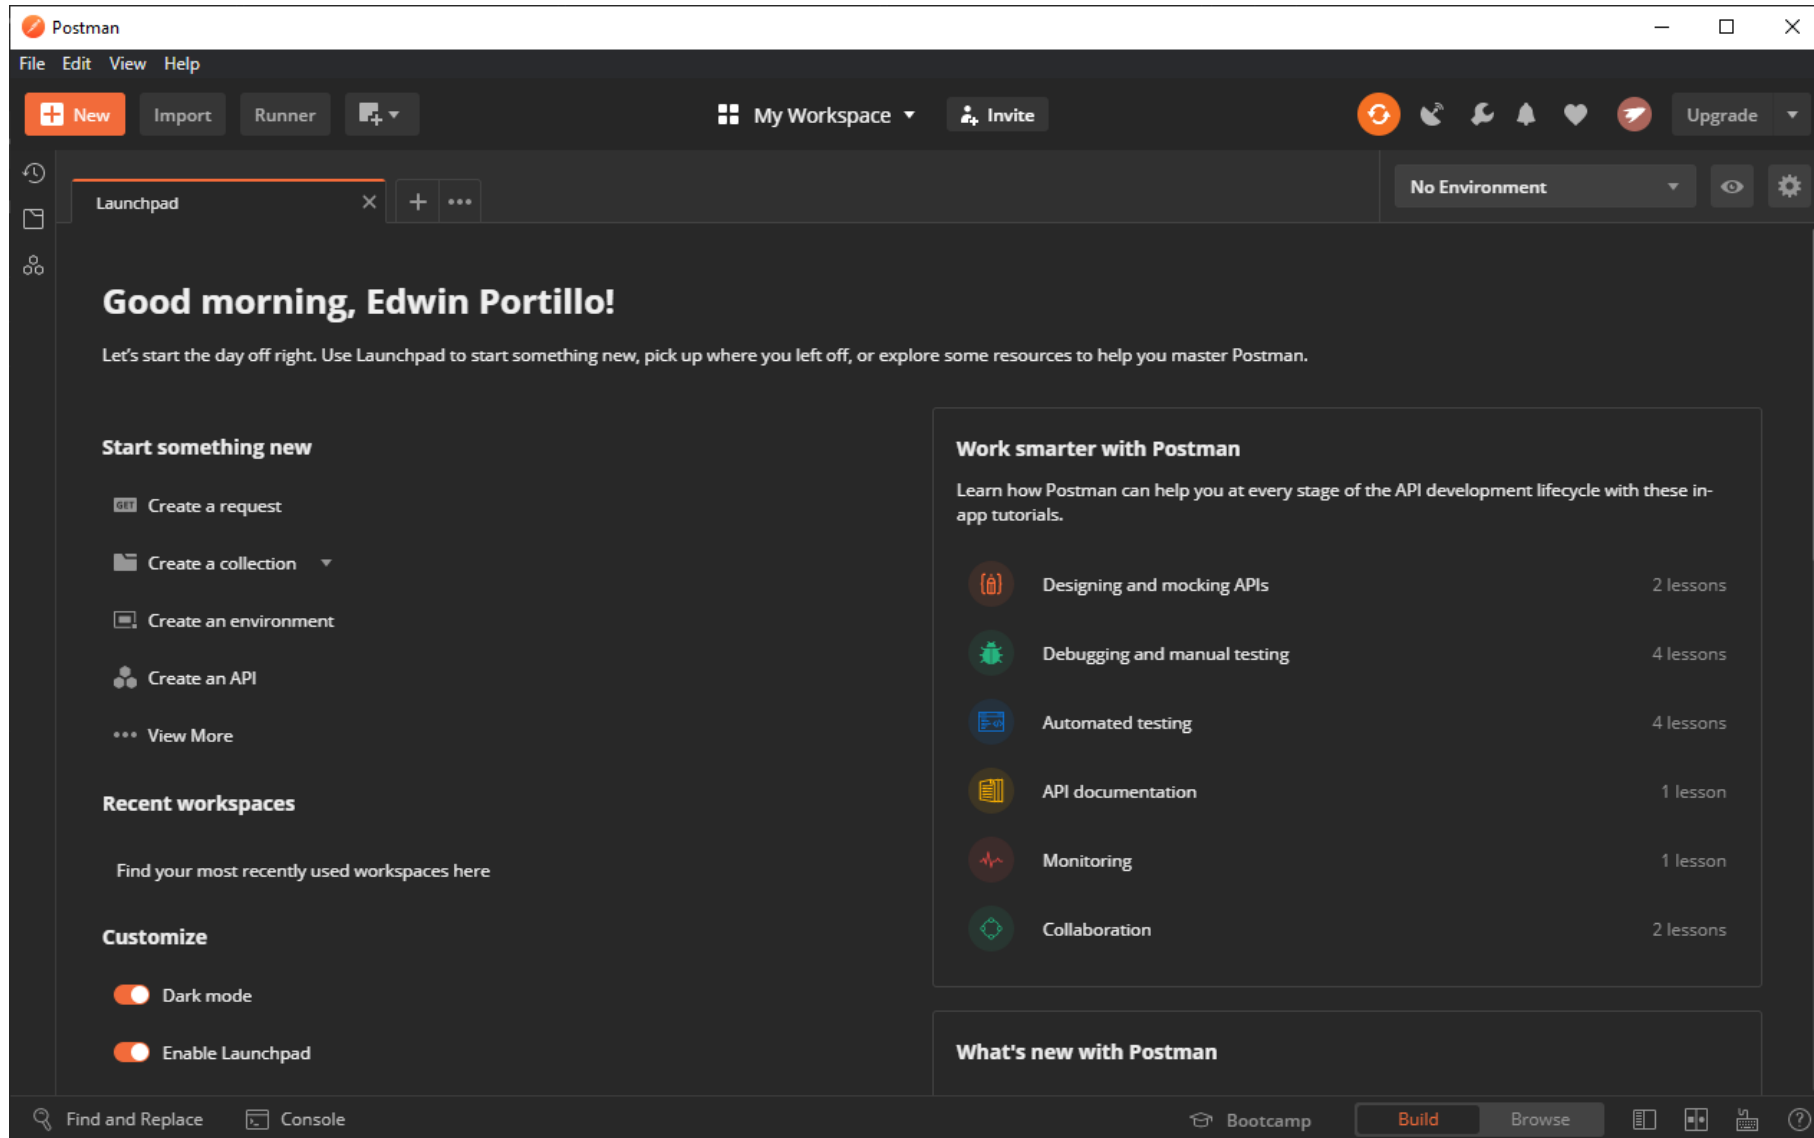 Postman
File Edit View Help
New Import Runner My Workspace Invite Upgrade
Launchpad No Environment
Good morning, Edwin Portillo!
Let's start the day off right. Use Launchpad to start something new, pick up where you left off, or explore some resources to help you master Postman.
Start something new
GET Create a request
Create a collection
Create an environment
Create an API
View More
Recent workspaces
Find your most recently used workspaces here
Customize
Dark mode
Enable Launchpad
Work smarter with Postman
Learn how Postman can help you at every stage of the API development lifecycle with these in-
app tutorials.
Designing and mocking APIs 2 lessons
Debugging and manual testing 4 lessons
Automated testing 4 lessons
API documentation 1 lesson
Monitoring 1 lesson
Collaboration 2 lessons
What's new with Postman
Find and Replace Console Bootcamp Build Browse